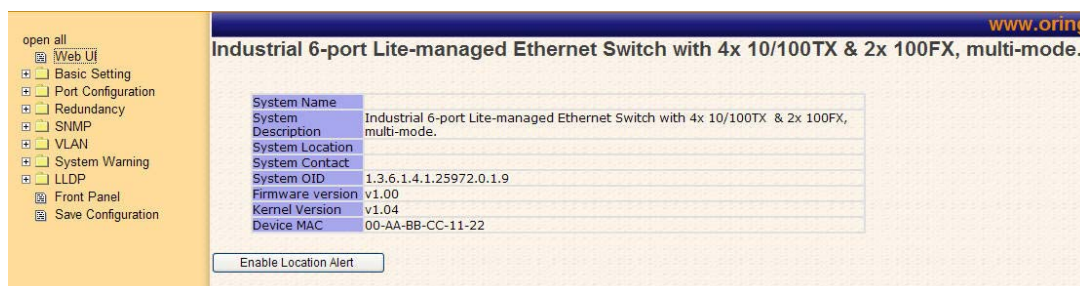 www.oring
open all
Web UI
Basic Setting
Port Configuration
Redundancy
SNMP
VLAN
System Warning
LLDP
Front Panel
Save Configuration
Industrial 6-port Lite-managed Ethernet Switch with 4x 10/100TX & 2x 100FX, multi-mode.
System Name
System Description
Industrial 6-port Lite-managed Ethernet Switch with 4x 10/100TX & 2x 100FX,
multi-mode.
System Location
System Contact
System OID 1.3.6.1.4.1.25972.0.1.9
Firmware version v1.00
Kernel Version v1.04
Device MAC 00-AA-BB-CC-11-22
Enable Location Alert